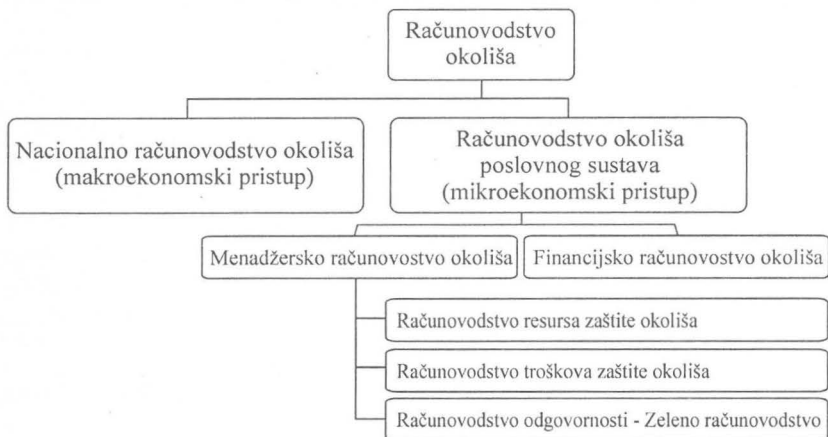 Računovodstvo
okoliša
Nacionalno računovodstvo okoliša
(makroekonomski pristup)
Računovodstvo okoliša
poslovnog sustava
(mikroekonomski pristup)
Menadžersko računovostvo okoliša
Financijsko računovostvo okoliša
Računovodstvo resursa zaštite okoliša
Računovodstvo troškova zaštite okoliša
Računovodstvo odgovornosti - Zeleno računovodstvo